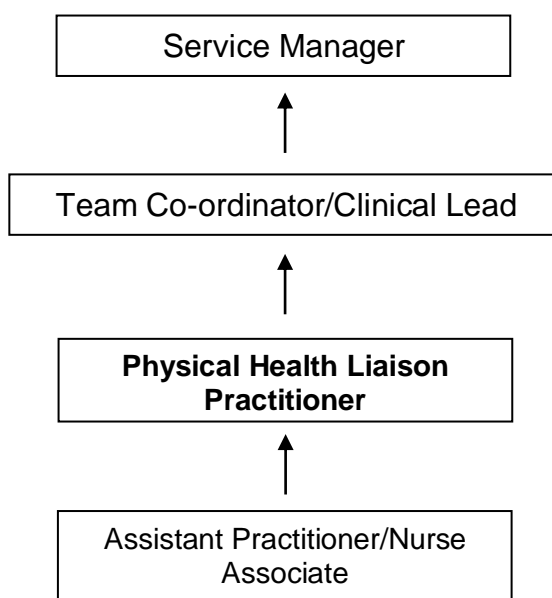 Service Manager
Team Co-ordinator/Clinical Lead
Physical Health Liaison
Practitioner
Assistant Practitioner/Nurse
Associate